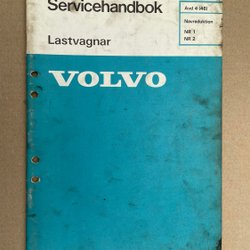 Servicehandbok
Avd 4 (46)
Navreduktion
NR 1
NR 2
Lastvagnar
VOLVO